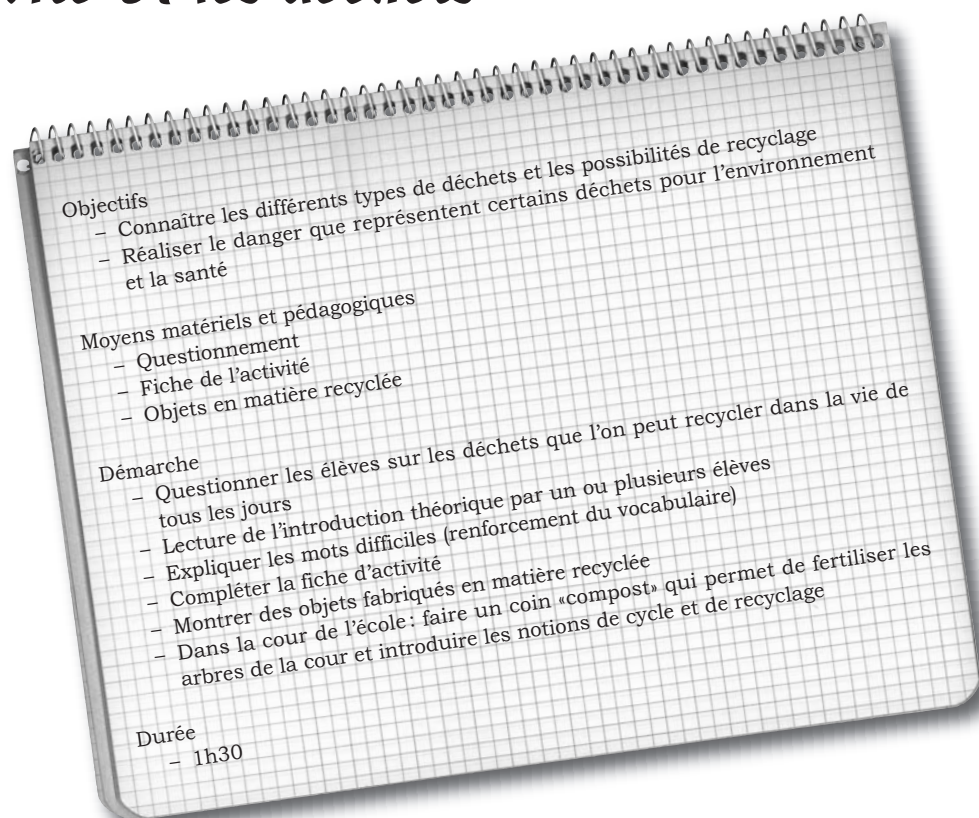 et les déchets
Objectifs
– Connaître les différents types de déchets et les possibilités de recyclage
– Réaliser le danger que représentent certains déchets pour l'environnement
et la santé
Moyens matériels et pédagogiques
– Questionnement
– Fiche de l'activité
– Objets en matière recyclée
Démarche
– Questionner les élèves sur les déchets que l'on peut recycler dans la vie de
tous les jours
– Lecture de l'introduction théorique par un ou plusieurs élèves
– Expliquer les mots difficiles (renforcement du vocabulaire)
– Compléter la fiche d'activité
– Montrer des objets fabriqués en matière recyclée
– Dans la cour de l'école : faire un coin «compost» qui permet de fertiliser les
arbres de la cour et introduire les notions de cycle et de recyclage
Durée
– 1h30